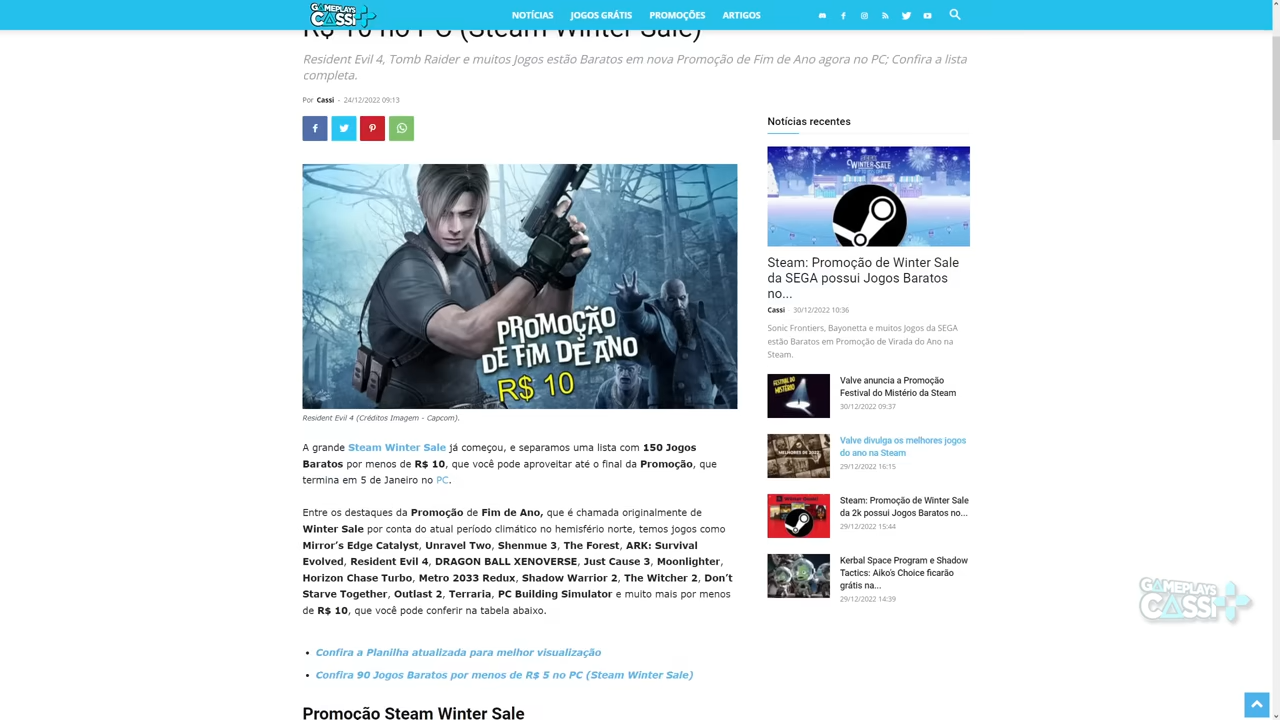 GAMEPLAYS
CASSI
NOTÍCIAS
JOGOS GRÁTIS
PROMOÇÕES
ARTIGOS
R$ 10 no PC (Steam Winter Sale)
Resident Evil 4, Tomb Raider e muitos Jogos estão Baratos em nova Promoção de Fim de Ano agora no PC; Confira a lista
completa.
Por Cassi - 24/12/2022 09:13
PROMOÇÃO
DE FIM DE ANO
R$ 10
Resident Evil 4 (Créditos Imagem - Capcom).
A grande Steam Winter Sale já começou, e separamos uma lista com 150 Jogos
Baratos por menos de R$ 10, que você pode aproveitar até o final da Promoção, que
termina em 5 de Janeiro no PC.
Entre os destaques da Promoção de Fim de Ano, que é chamada originalmente de
Winter Sale por conta do atual período climático no hemisfério norte, temos jogos como
Mirror’s Edge Catalyst, Unravel Two, Shenmue 3, The Forest, ARK: Survival
Evolved, Resident Evil 4, DRAGON BALL XENOVERSE, Just Cause 3, Moonlighter,
Horizon Chase Turbo, Metro 2033 Redux, Shadow Warrior 2, The Witcher 2, Don’t
Starve Together, Outlast 2, Terraria, PC Building Simulator e muito mais por menos
de R$ 10, que você pode conferir na tabela abaixo.
Confira a Planilha atualizada para melhor visualização
Confira 90 Jogos Baratos por menos de R$ 5 no PC (Steam Winter Sale)
Promoção Steam Winter Sale
Notícias recentes
WINTER SALE
Steam: Promoção de Winter Sale
da SEGA possui Jogos Baratos
no...
Cassi - 30/12/2022 10:36
Sonic Frontiers, Bayonetta e muitos Jogos da SEGA
estão Baratos em Promoção de Virada do Ano na
Steam.
FESTIVAL DO
MISTÉRIO
Valve anuncia a Promoção
Festival do Mistério da Steam
30/12/2022 09:37
MELHORES DE 2022
Valve divulga os melhores jogos
do ano na Steam
29/12/2022 16:15
Steam: Promoção de Winter Sale
da 2k possui Jogos Baratos no...
29/12/2022 15:44
Kerbal Space Program e Shadow
Tactics: Aiko’s Choice ficarão
grátis na...
29/12/2022 14:39
GAMEPLAYS
CASSI